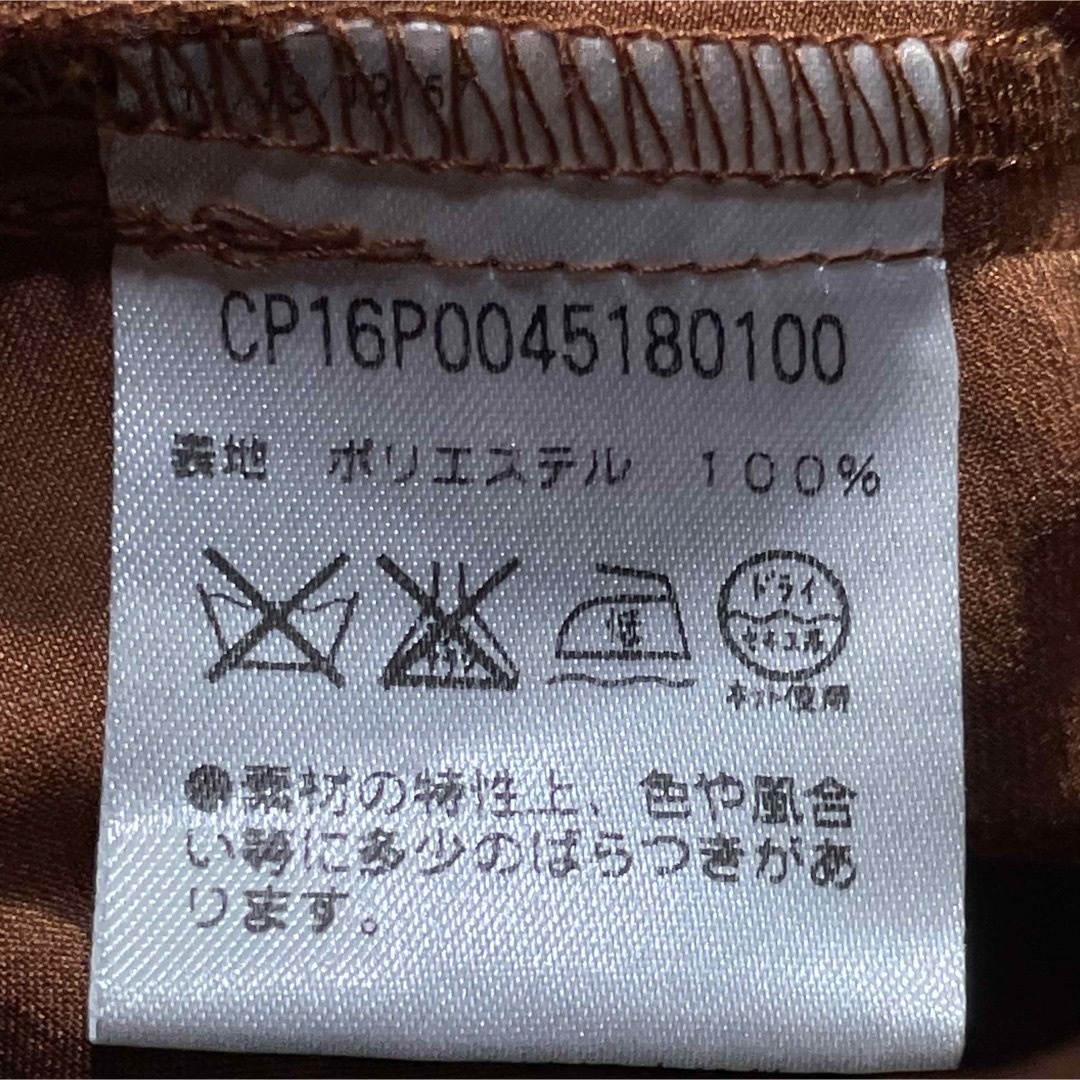 CP16P0045180100
表地 ポリエステル 100%
低
ドライ
セキユ系
ネット使用
●素材の特性上、色や風合
い等に多少のばらつきがあ
ります。